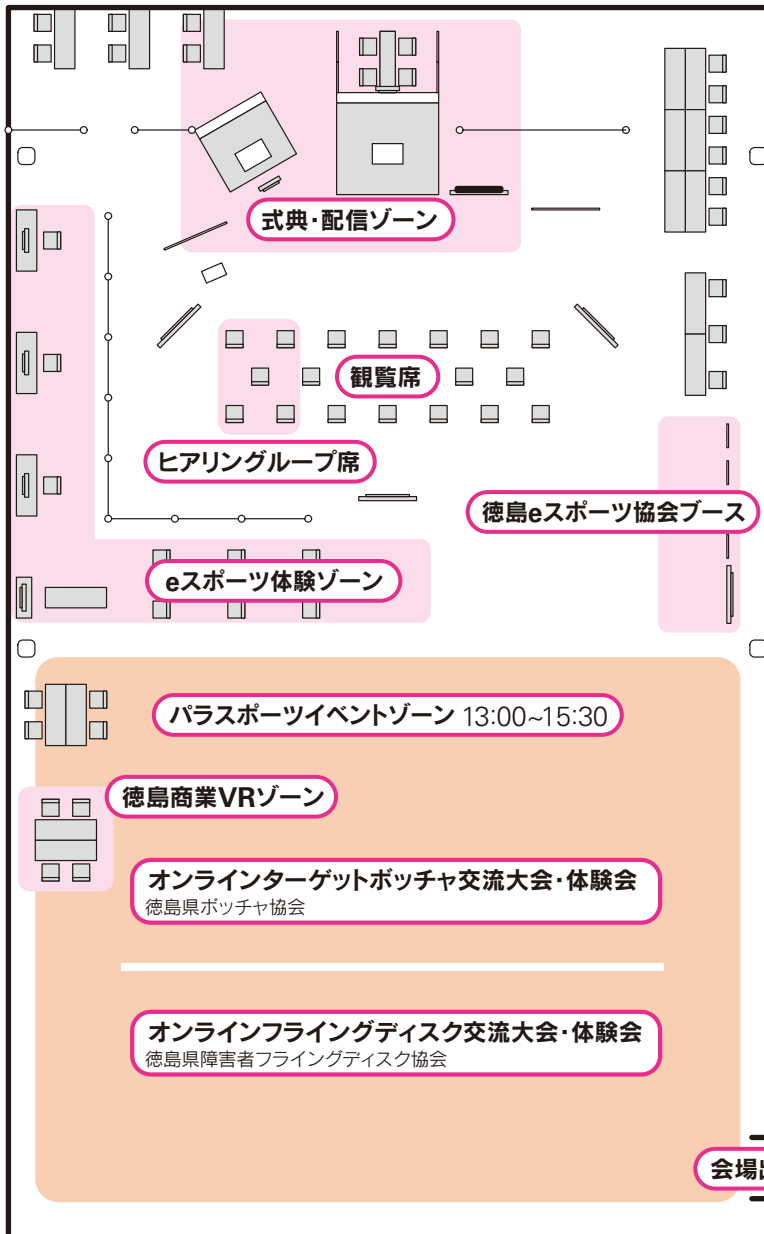 式典・配信ゾーン
観覧席
ヒアリングループ席
徳島eスポーツ協会ブース
eスポーツ体験ゾーン
パラスポーツイベントゾーン 13:00~15:30
徳島商業VRゾーン
オンラインターゲットボッチャ交流大会・体験会
徳島県ボッチャ協会
オンラインフライングディスク交流大会・体験会
徳島県障害者フライングディスク協会
会場